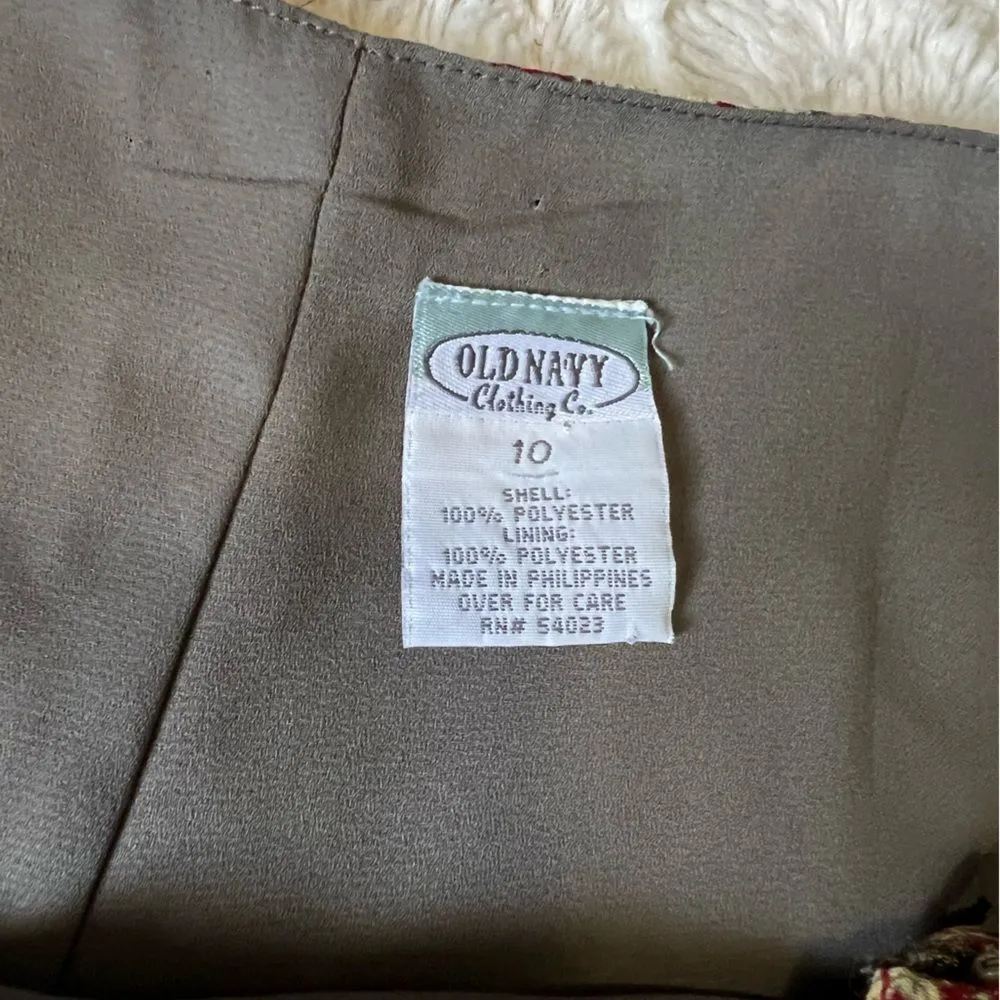 OLD NAVY
Clothing Co.
10
SHELL:
100% POLYESTER
LINING:
100% POLYESTER
MADE IN PHILIPPINES
OVER FOR CARE
RN# 54023